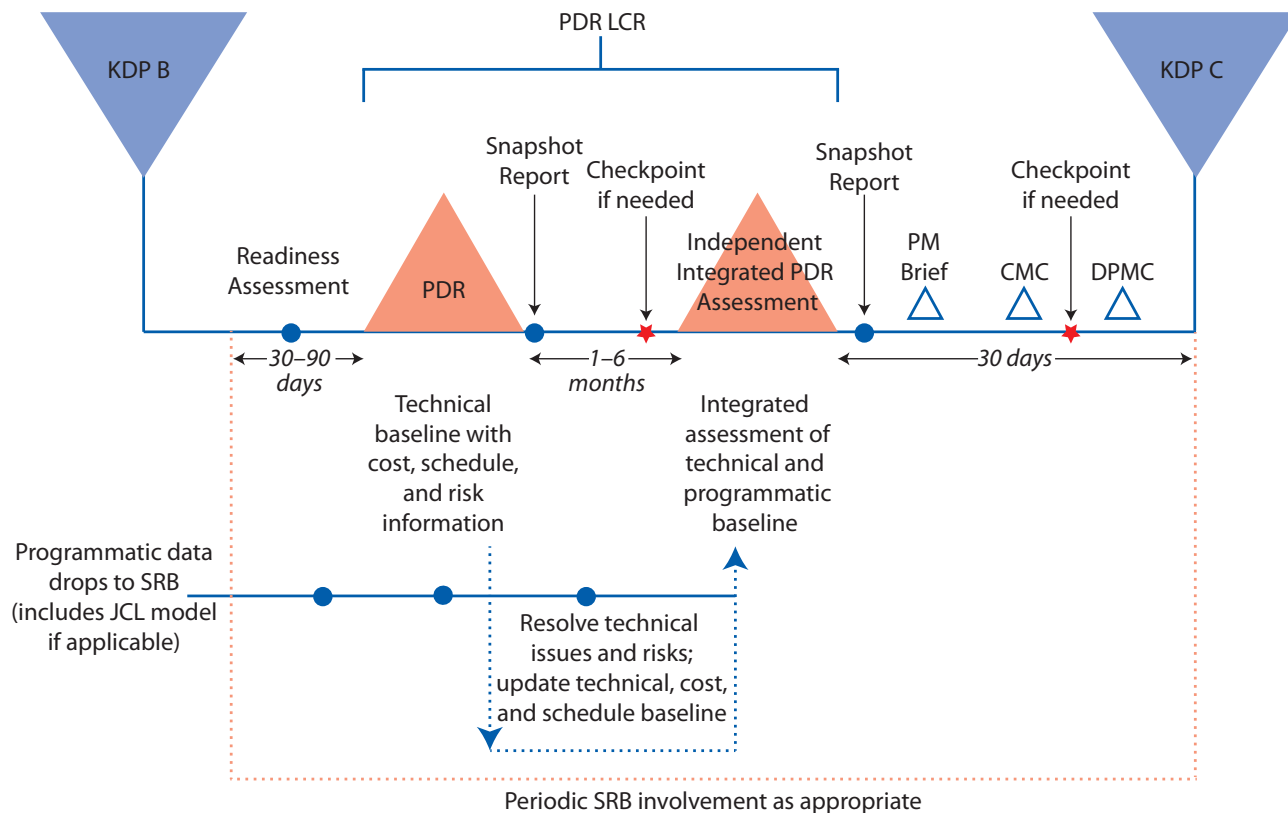 PDR LCR
KDP B
KDP C
Snapshot
Report
Checkpoint
if needed
Snapshot
Report
Checkpoint
if needed
Readiness
Assessment
PDR
Independent
Integrated PDR
Assessment
PM
Brief
CMC
DPMC
30–90
days
1–6
months
30 days
Technical
baseline with
cost, schedule,
and risk
information
Integrated
assessment of
technical and
programmatic
baseline
Programmatic data
drops to SRB
(includes JCL model
if applicable)
Resolve technical
issues and risks;
update technical, cost,
and schedule baseline
Periodic SRB involvement as appropriate